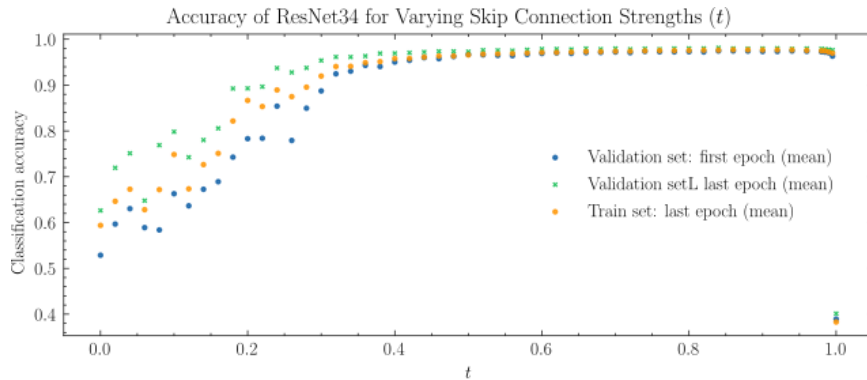 Accuracy of ResNet34 for Varying Skip Connection Strengths (t)
Classification accuracy
1.0
0.9
0.8
0.7
0.6
0.5
0.4
Validation set: first epoch (mean)
Validation setL last epoch (mean)
Train set: last epoch (mean)
0.0 0.2 0.4 0.6 0.8 1.0
t